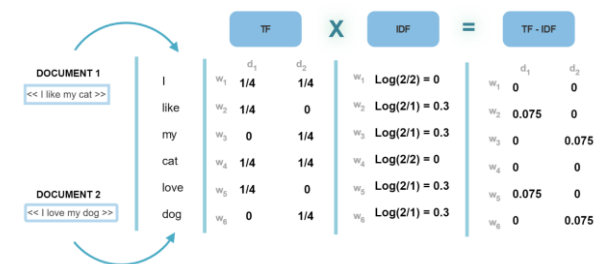 TF X IDF = TF - IDF
d1 d2 d1 d2
DOCUMENT 1
<< I like my cat >>
I w1 1/4 1/4 w1 Log(2/2) = 0 w1 0 0
like w2 1/4 0 w2 Log(2/1) = 0.3 w2 0.075 0
my w3 0 1/4 w3 Log(2/1) = 0.3 w3 0 0.075
cat w4 1/4 1/4 w4 Log(2/2) = 0 w4 0 0
love w5 1/4 0 w5 Log(2/1) = 0.3 w5 0.075 0
dog w6 0 1/4 w6 Log(2/1) = 0.3 w6 0 0.075
DOCUMENT 2
<< I love my dog >>